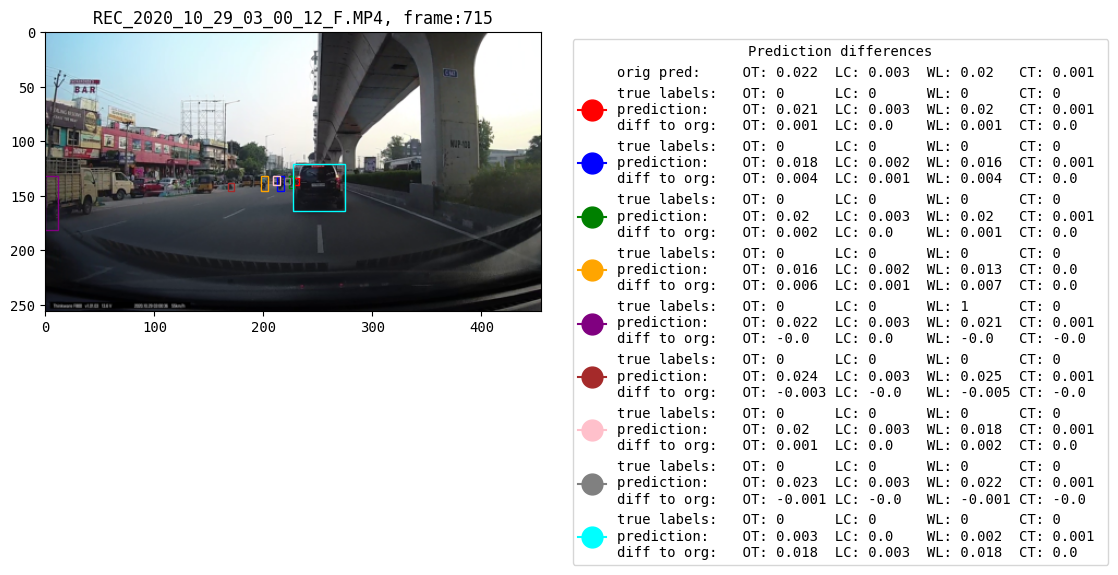 REC_2020_10_29_03_00_12_F.MP4, frame:715
0
50
100
150
200
250
0 100 200 300 400
BAR
Prediction differences
orig pred: OT: 0.022 LC: 0.003 WL: 0.02 CT: 0.001
true labels: OT: 0 LC: 0 WL: 0 CT: 0
prediction: OT: 0.021 LC: 0.003 WL: 0.02 CT: 0.001
diff to org: OT: 0.001 LC: 0.0 WL: 0.001 CT: 0.0
true labels: OT: 0 LC: 0 WL: 0 CT: 0
prediction: OT: 0.018 LC: 0.002 WL: 0.016 CT: 0.001
diff to org: OT: 0.004 LC: 0.001 WL: 0.004 CT: 0.0
true labels: OT: 0 LC: 0 WL: 0 CT: 0
prediction: OT: 0.02 LC: 0.003 WL: 0.02 CT: 0.001
diff to org: OT: 0.002 LC: 0.0 WL: 0.001 CT: 0.0
true labels: OT: 0 LC: 0 WL: 0 CT: 0
prediction: OT: 0.016 LC: 0.002 WL: 0.013 CT: 0.0
diff to org: OT: 0.006 LC: 0.001 WL: 0.007 CT: 0.0
true labels: OT: 0 LC: 0 WL: 1 CT: 0
prediction: OT: 0.022 LC: 0.003 WL: 0.021 CT: 0.001
diff to org: OT: -0.0 LC: 0.0 WL: -0.0 CT: -0.0
true labels: OT: 0 LC: 0 WL: 0 CT: 0
prediction: OT: 0.024 LC: 0.003 WL: 0.025 CT: 0.001
diff to org: OT: -0.003 LC: -0.0 WL: -0.005 CT: -0.0
true labels: OT: 0 LC: 0 WL: 0 CT: 0
prediction: OT: 0.02 LC: 0.003 WL: 0.018 CT: 0.001
diff to org: OT: 0.001 LC: 0.0 WL: 0.002 CT: 0.0
true labels: OT: 0 LC: 0 WL: 0 CT: 0
prediction: OT: 0.023 LC: 0.003 WL: 0.022 CT: 0.001
diff to org: OT: -0.001 LC: -0.0 WL: -0.001 CT: -0.0
true labels: OT: 0 LC: 0 WL: 0 CT: 0
prediction: OT: 0.003 LC: 0.0 WL: 0.002 CT: 0.001
diff to org: OT: 0.018 LC: 0.003 WL: 0.018 CT: 0.0